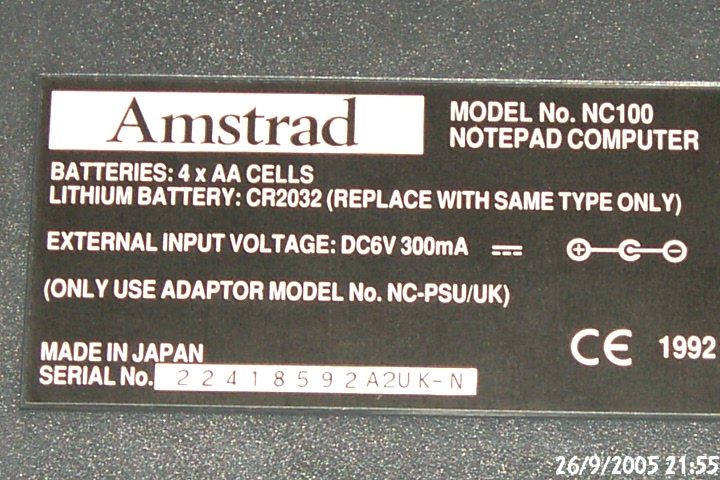 Amstrad
MODEL No. NC100
NOTEPAD COMPUTER
BATTERIES: 4 x AA CELLS
LITHIUM BATTERY: CR2032 (REPLACE WITH SAME TYPE ONLY)
EXTERNAL INPUT VOLTAGE: DC6V 300mA
(ONLY USE ADAPTOR MODEL No. NC-PSU/UK)
CE 1992
MADE IN JAPAN
SERIAL No. 22418592A2UK-N
26/9/2005 21:55